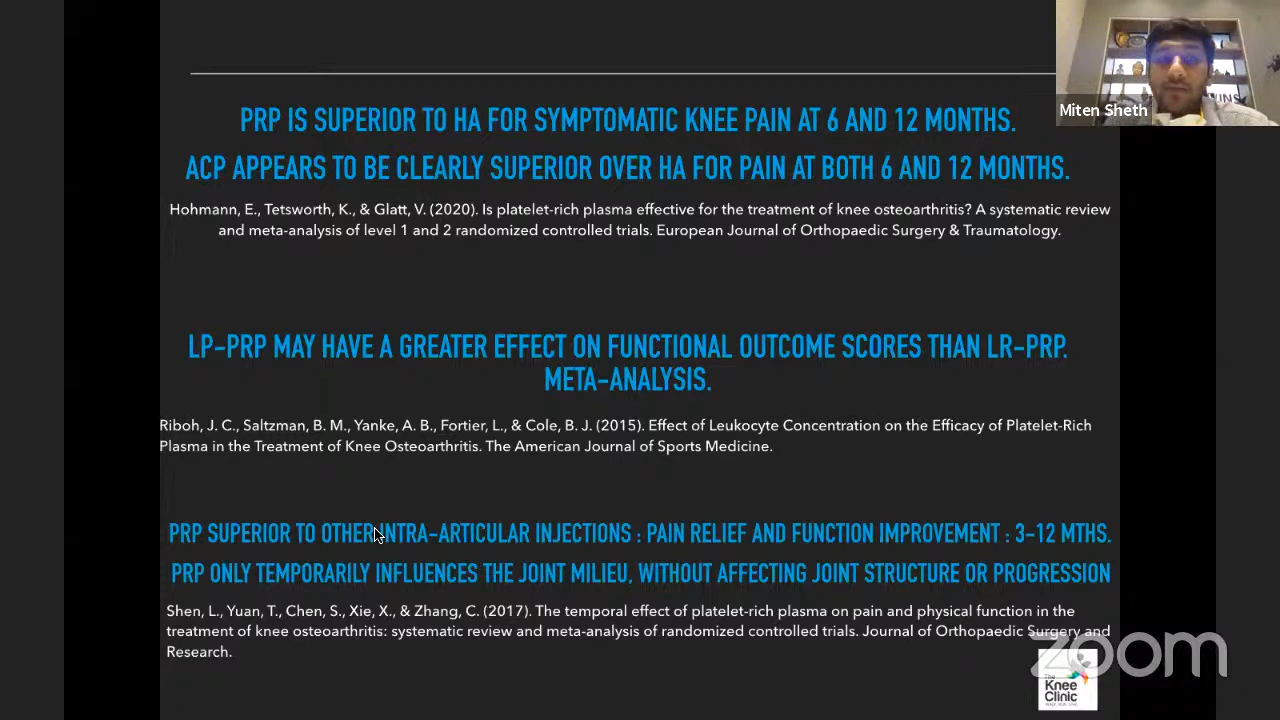 Miten Sheth
PRP IS SUPERIOR TO HA FOR SYMPTOMATIC KNEE PAIN AT 6 AND 12 MONTHS.
ACP APPEARS TO BE CLEARLY SUPERIOR OVER HA FOR PAIN AT BOTH 6 AND 12 MONTHS.
Hohmann, E., Tetsworth, K., & Glatt, V. (2020). Is platelet-rich plasma effective for the treatment of knee osteoarthritis? A systematic review
and meta-analysis of level 1 and 2 randomized controlled trials. European Journal of Orthopaedic Surgery & Traumatology.
LP-PRP MAY HAVE A GREATER EFFECT ON FUNCTIONAL OUTCOME SCORES THAN LR-PRP.
META-ANALYSIS.
Riboh, J. C., Saltzman, B. M., Yanke, A. B., Fortier, L., & Cole, B. J. (2015). Effect of Leukocyte Concentration on the Efficacy of Platelet-Rich
Plasma in the Treatment of Knee Osteoarthritis. The American Journal of Sports Medicine.
PRP SUPERIOR TO OTHER INTRA-ARTICULAR INJECTIONS : PAIN RELIEF AND FUNCTION IMPROVEMENT : 3-12 MTHS.
PRP ONLY TEMPORARILY INFLUENCES THE JOINT MILIEU, WITHOUT AFFECTING JOINT STRUCTURE OR PROGRESSION
Shen, L., Yuan, T., Chen, S., Xie, X., & Zhang, C. (2017). The temporal effect of platelet-rich plasma on pain and physical function in the
treatment of knee osteoarthritis: systematic review and meta-analysis of randomized controlled trials. Journal of Orthopaedic Surgery and
Research.
zoom
The
Knee
Clinic